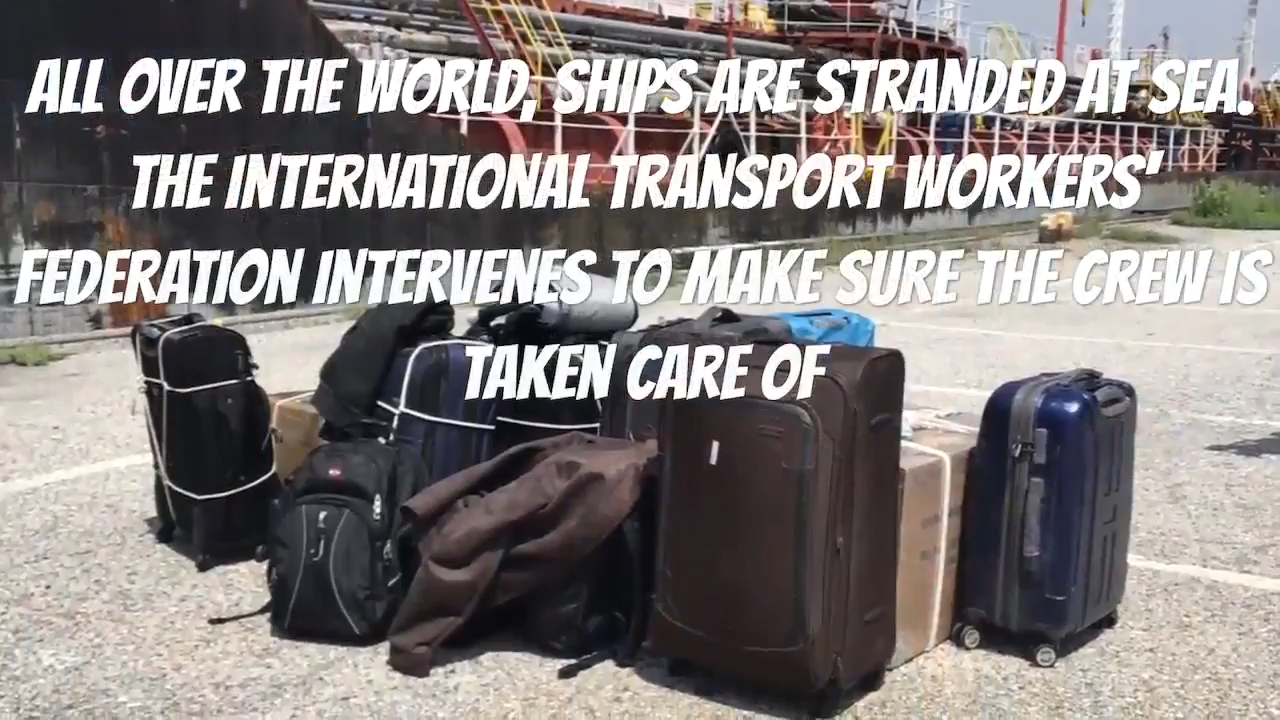 ALL OVER THE WORLD, SHIPS ARE STRANDED AT SEA.
THE INTERNATIONAL TRANSPORT WORKERS'
FEDERATION INTERVENES TO MAKE SURE THE CREW IS
TAKEN CARE OF